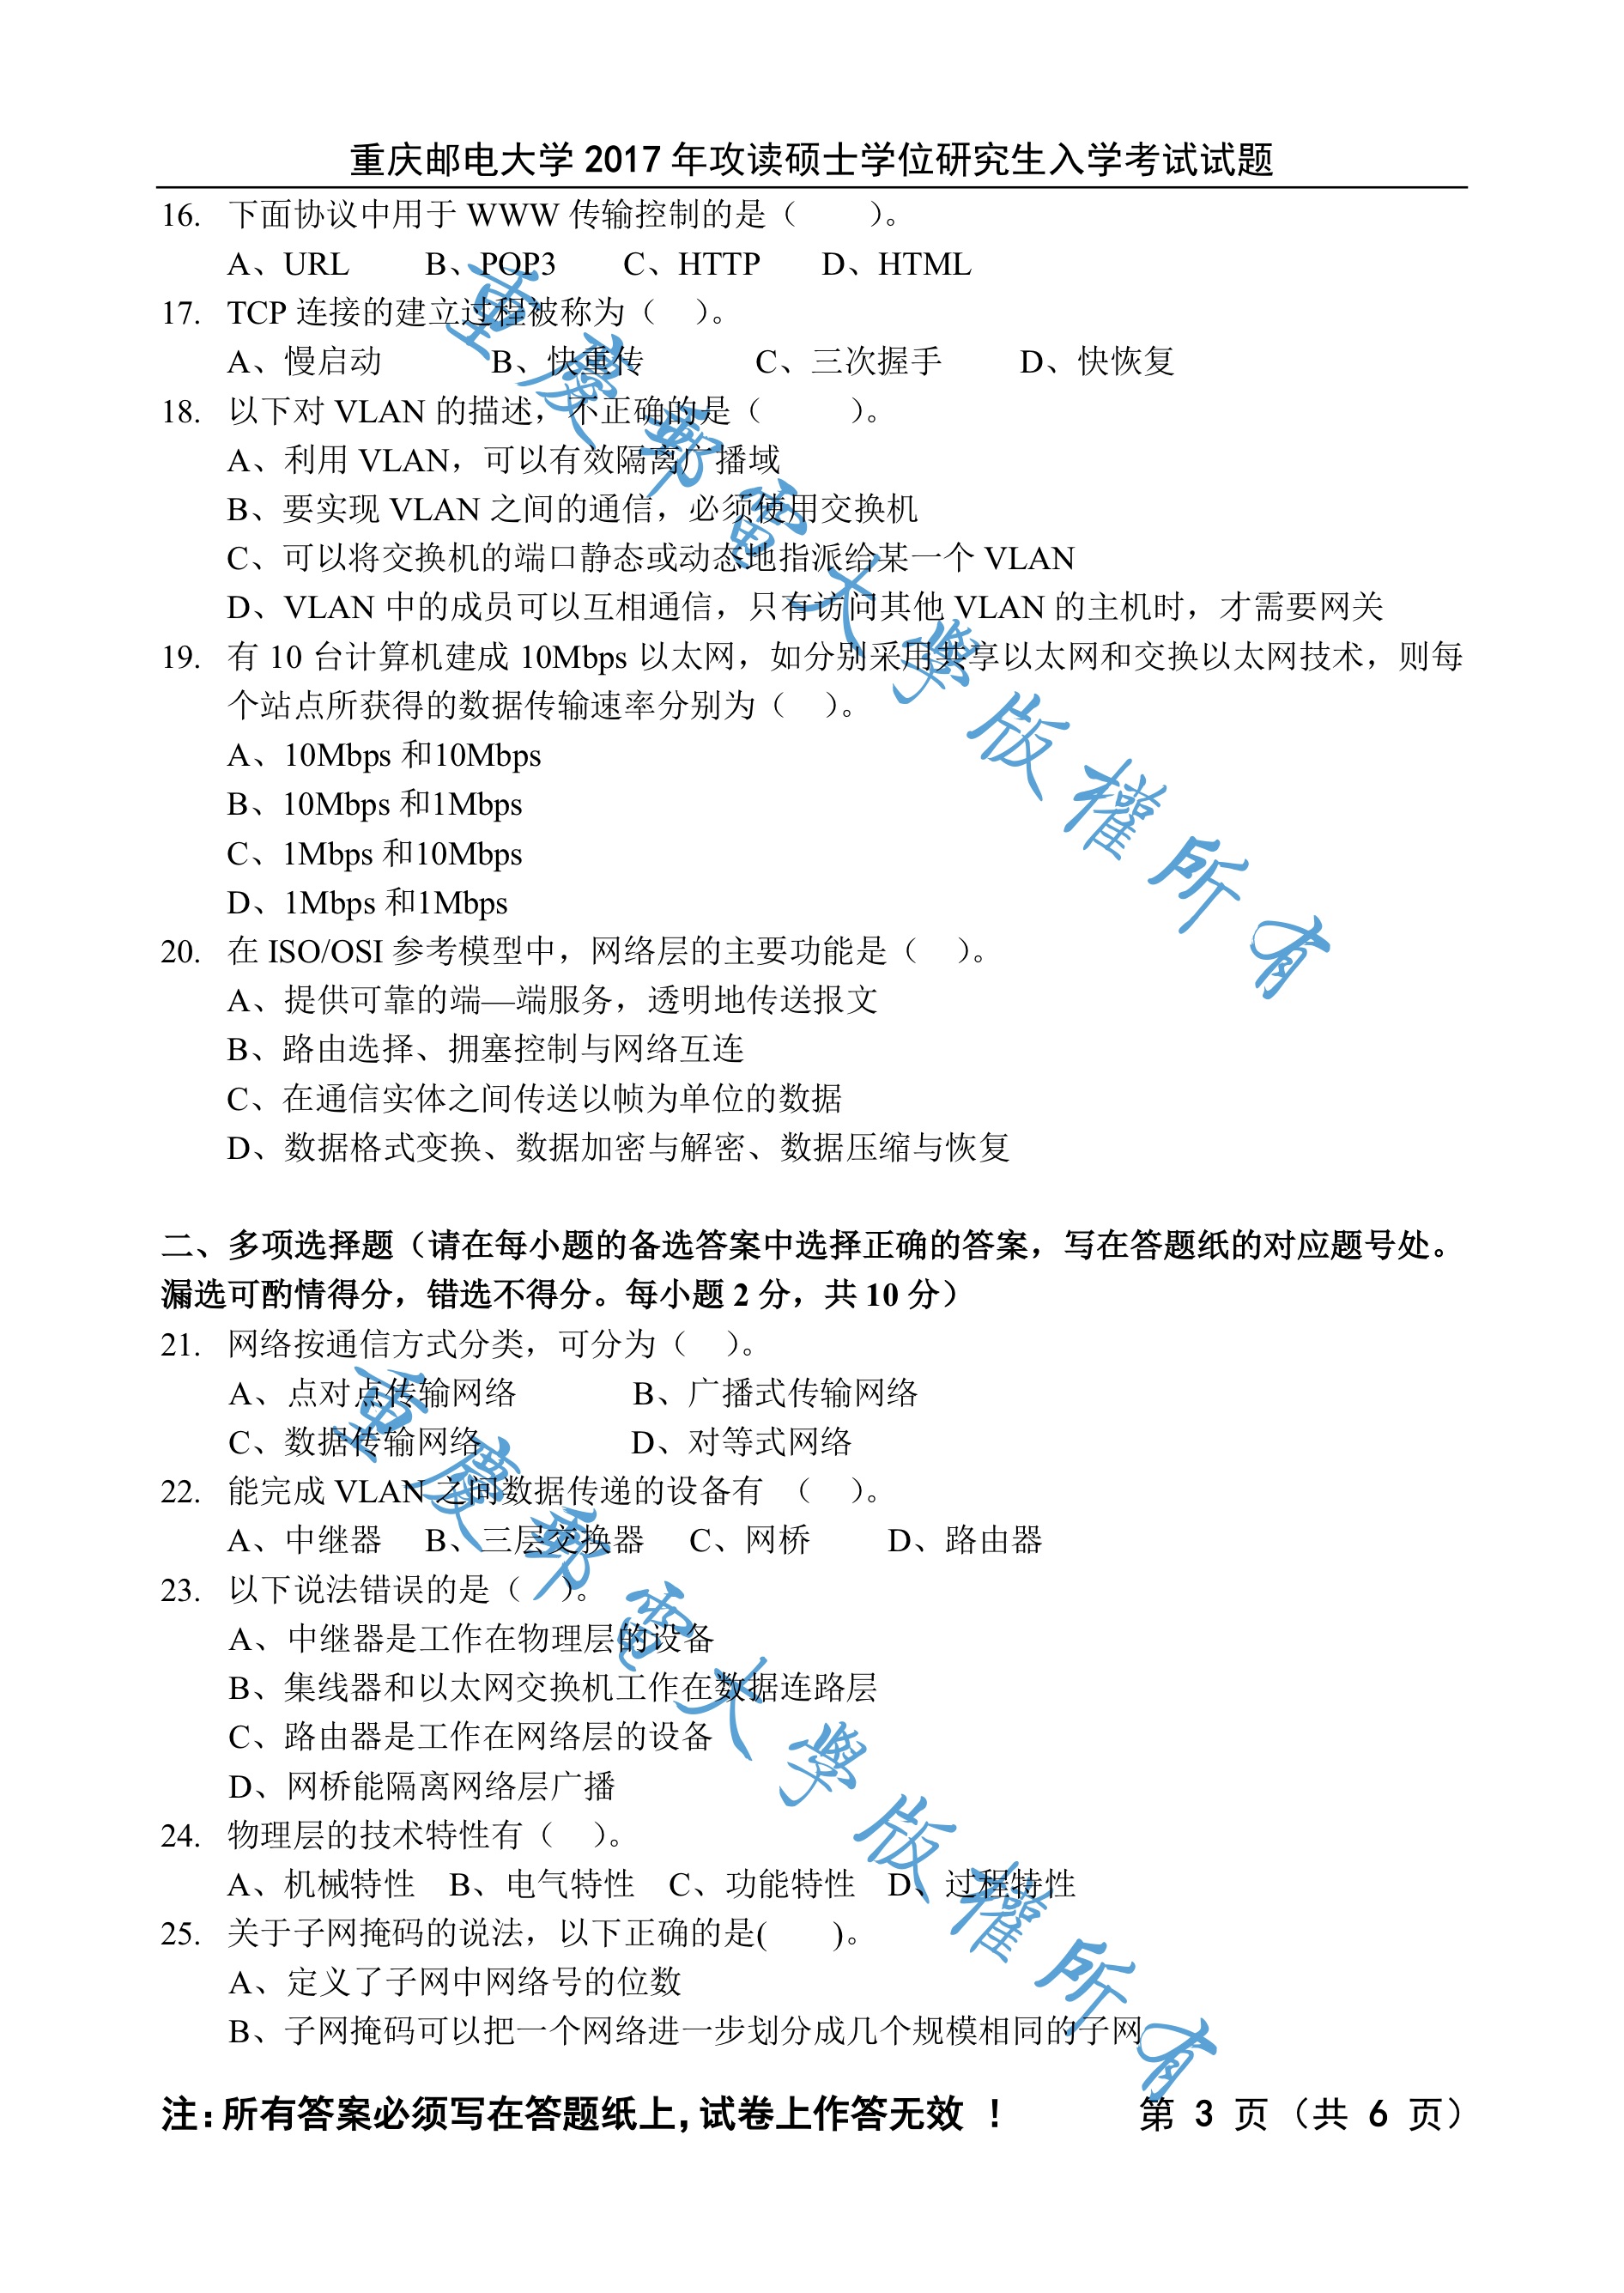 重庆邮电大学 2017 年攻读硕士学位研究生入学考试试题
16. 下面协议中用于 WWW 传输控制的是（ ）。
A、URL B、POP3 C、HTTP D、HTML
17. TCP 连接的建立过程被称为（ ）。
A、慢启动 B、快重传 C、三次握手 D、快恢复
18. 以下对 VLAN 的描述，不正确的是（ ）。
A、利用 VLAN，可以有效隔离广播域
B、要实现 VLAN 之间的通信，必须使用交换机
C、可以将交换机的端口静态或动态地指派给某一个 VLAN
D、VLAN 中的成员可以互相通信，只有访问其他 VLAN 的主机时，才需要网关
19. 有 10 台计算机建成 10Mbps 以太网，如分别采用共享以太网和交换以太网技术，则每
个站点所获得的数据传输速率分别为（ ）。
A、10Mbps 和10Mbps
B、10Mbps 和1Mbps
C、1Mbps 和10Mbps
D、1Mbps 和1Mbps
20. 在 ISO/OSI 参考模型中，网络层的主要功能是（ ）。
A、提供可靠的端—端服务，透明地传送报文
B、路由选择、拥塞控制与网络互连
C、在通信实体之间传送以帧为单位的数据
D、数据格式变换、数据加密与解密、数据压缩与恢复
二、多项选择题（请在每小题的备选答案中选择正确的答案，写在答题纸的对应题号处。
漏选可酌情得分，错选不得分。每小题 2 分，共 10 分）
21. 网络按通信方式分类，可分为（ ）。
A、点对点传输网络 B、广播式传输网络
C、数据传输网络 D、对等式网络
22. 能完成 VLAN 之间数据传递的设备有 （ ）。
A、中继器 B、三层交换器 C、网桥 D、路由器
23. 以下说法错误的是（ ）。
A、中继器是工作在物理层的设备
B、集线器和以太网交换机工作在数据连路层
C、路由器是工作在网络层的设备
D、网桥能隔离网络层广播
24. 物理层的技术特性有（ ）。
A、机械特性 B、电气特性 C、功能特性 D、过程特性
25. 关于子网掩码的说法，以下正确的是( )。
A、定义了子网中网络号的位数
B、子网掩码可以把一个网络进一步划分成几个规模相同的子网
注：所有答案必须写在答题纸上，试卷上作答无效 ！ 第 3 页（共 6 页）
重慶郵電大學版權所有
重慶郵電大學版權所有